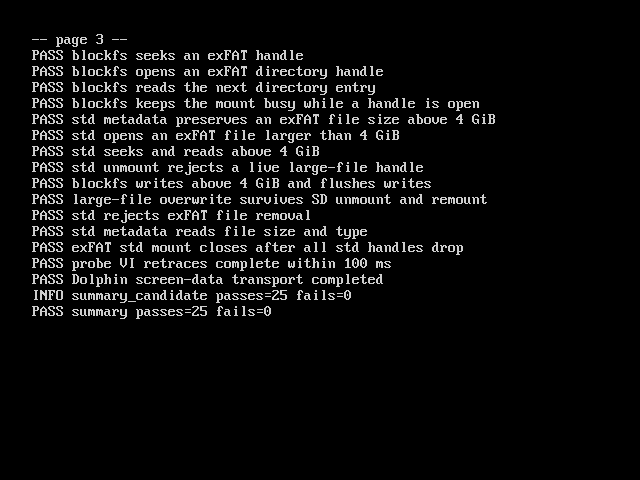 -- page 3 --
PASS blockfs seeks an exFAT handle
PASS blockfs opens an exFAT directory handle
PASS blockfs reads the next directory entry
PASS blockfs keeps the mount busy while a handle is open
PASS std metadata preserves an exFAT file size above 4 GiB
PASS std opens an exFAT file larger than 4 GiB
PASS std seeks and reads above 4 GiB
PASS std unmount rejects a live large-file handle
PASS blockfs writes above 4 GiB and flushes writes
PASS large-file overwrite survives SD unmount and remount
PASS std rejects exFAT file removal
PASS std metadata reads file size and type
PASS exFAT std mount closes after all std handles drop
PASS probe VI retraces complete within 100 ms
PASS Dolphin screen-data transport completed
INFO summary_candidate passes=25 fails=0
PASS summary passes=25 fails=0